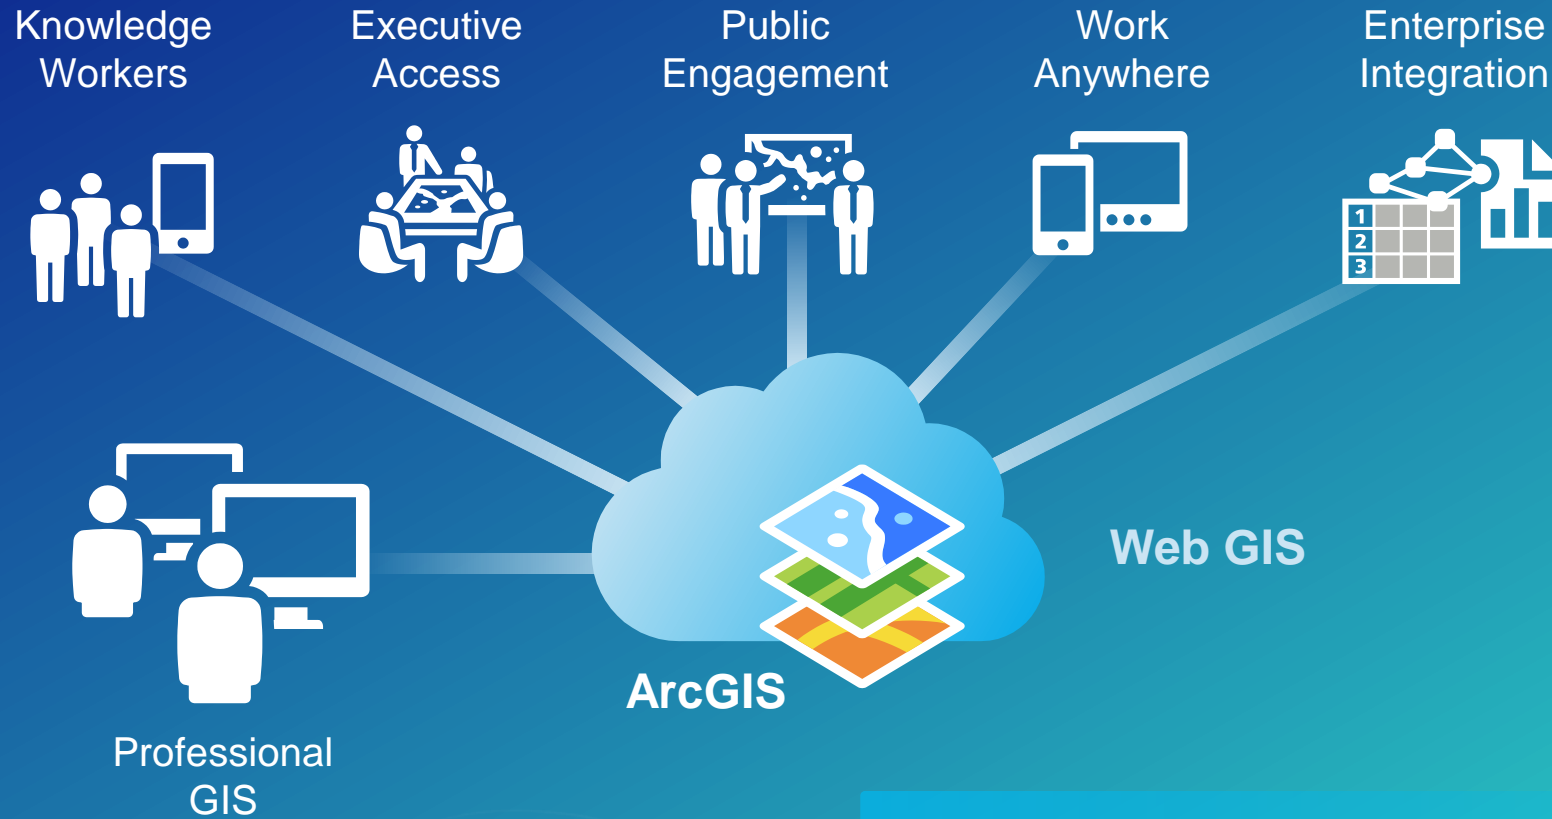 Knowledge
Workers
Executive
Access
Public
Engagement
Work
Anywhere
Enterprise
Integration
1
2
3
Web GIS
ArcGIS
Professional
GIS